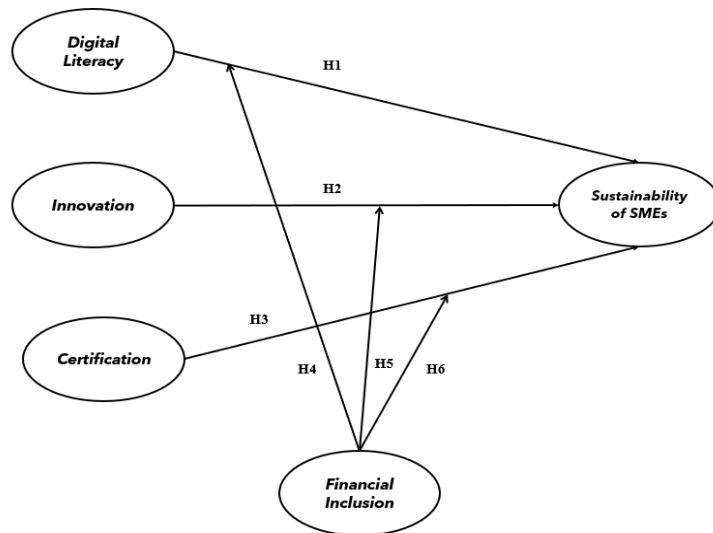 Digital
Literacy
H1
Innovation
H2
Sustainability
of SMEs
Certification
H3
H4
H5
H6
Financial
Inclusion